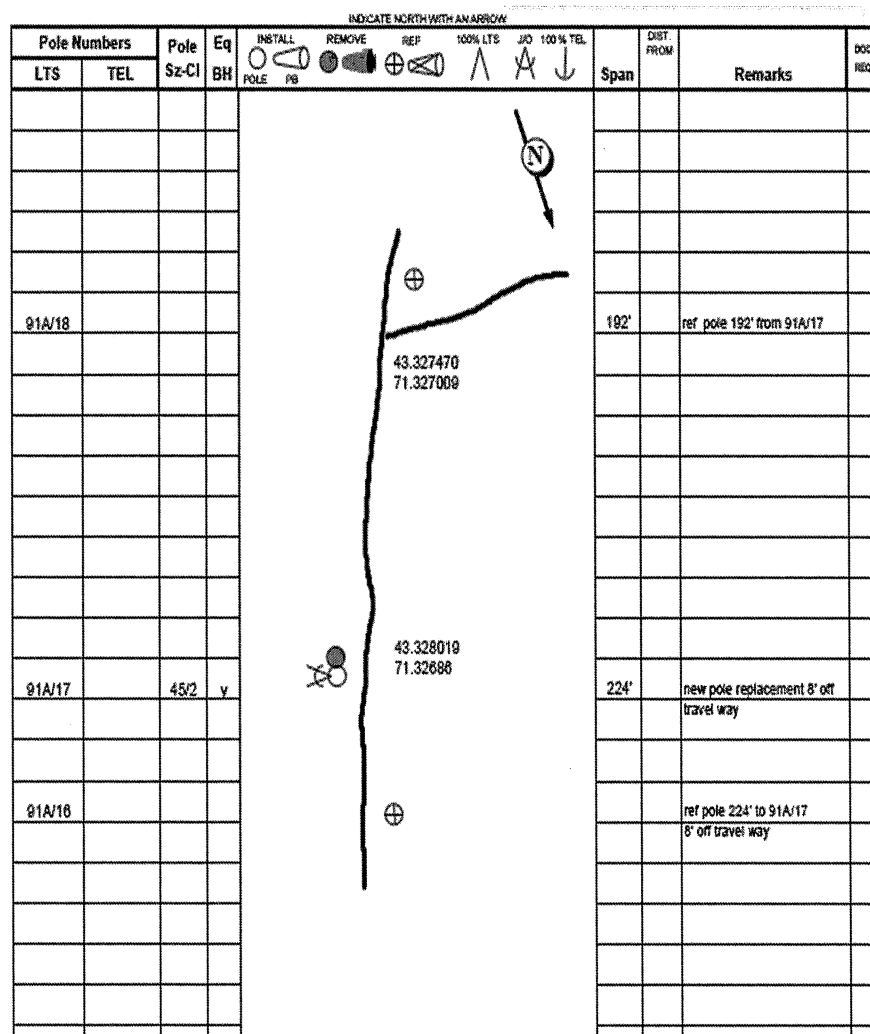 INDICATE NORTH WITH AN ARROW
Pole Numbers
LTS TEL
Pole
Sz-Cl
Eq
BH
INSTALL REMOVE REF 100% LTS J/O 100% TEL
POLE PB
Span
DIST.
FROM
Remarks
N
91A/18 192' ref pole 192' from 91A/17
43.327470
71.327009
43.328019
71.32686
91A/17 45/2 y 224' new pole replacement 8' off
travel way
91A/16 ref pole 224' to 91A/17
8' off travel way